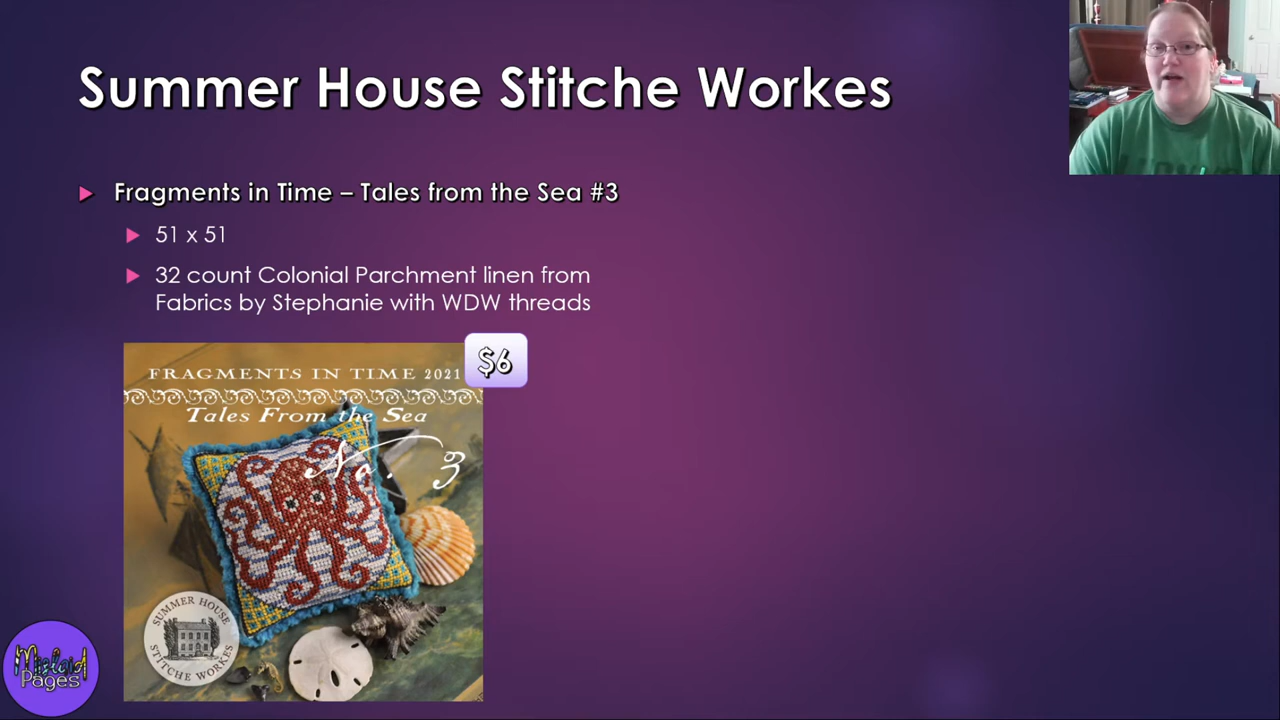 Summer House Stitche Workes
Fragments in Time – Tales from the Sea #3
51 x 51
32 count Colonial Parchment linen from
Fabrics by Stephanie with WDW threads
$6
FRAGMENTS IN TIME 2021
Tales From the Sea
No. 3
SUMMER HOUSE
STITCHE WORKES
Pages